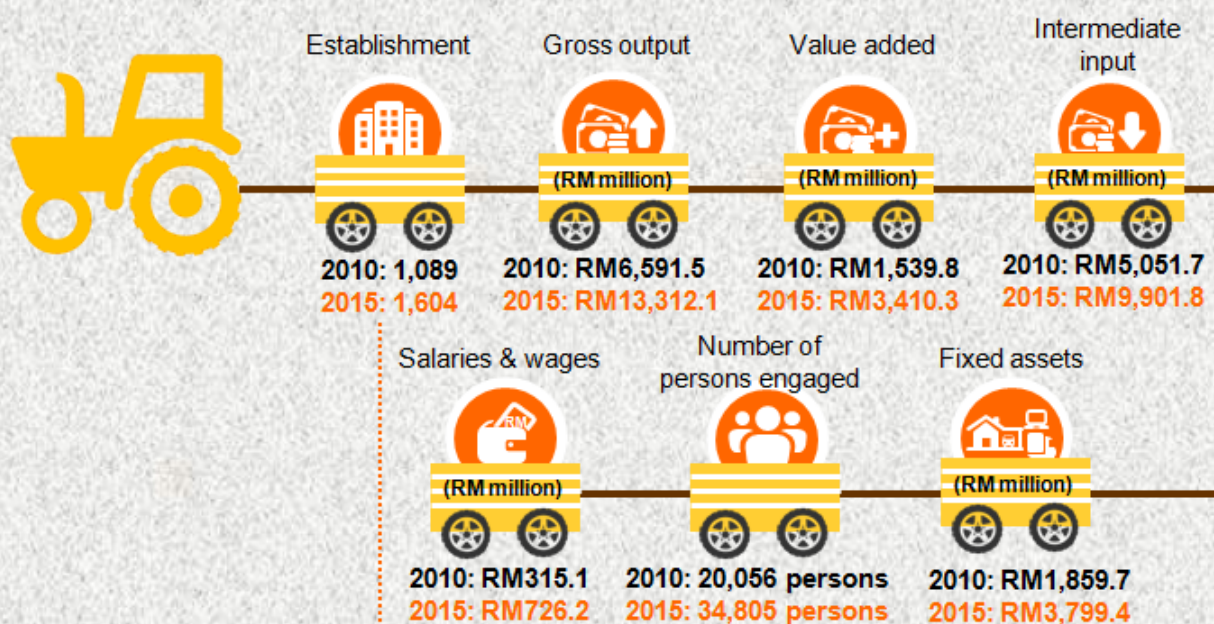 Establishment
Gross output
Value added
Intermediate
input
(RM million)
(RM million)
(RM million)
2010: 1,089
2015: 1,604
2010: RM6,591.5
2015: RM13,312.1
2010: RM1,539.8
2015: RM3,410.3
2010: RM5,051.7
2015: RM9,901.8
Salaries & wages
Number of
persons engaged
Fixed assets
RM
(RM million)
(RM million)
2010: RM315.1
2015: RM726.2
2010: 20,056 persons
2015: 34,805 persons
2010: RM1,859.7
2015: RM3,799.4